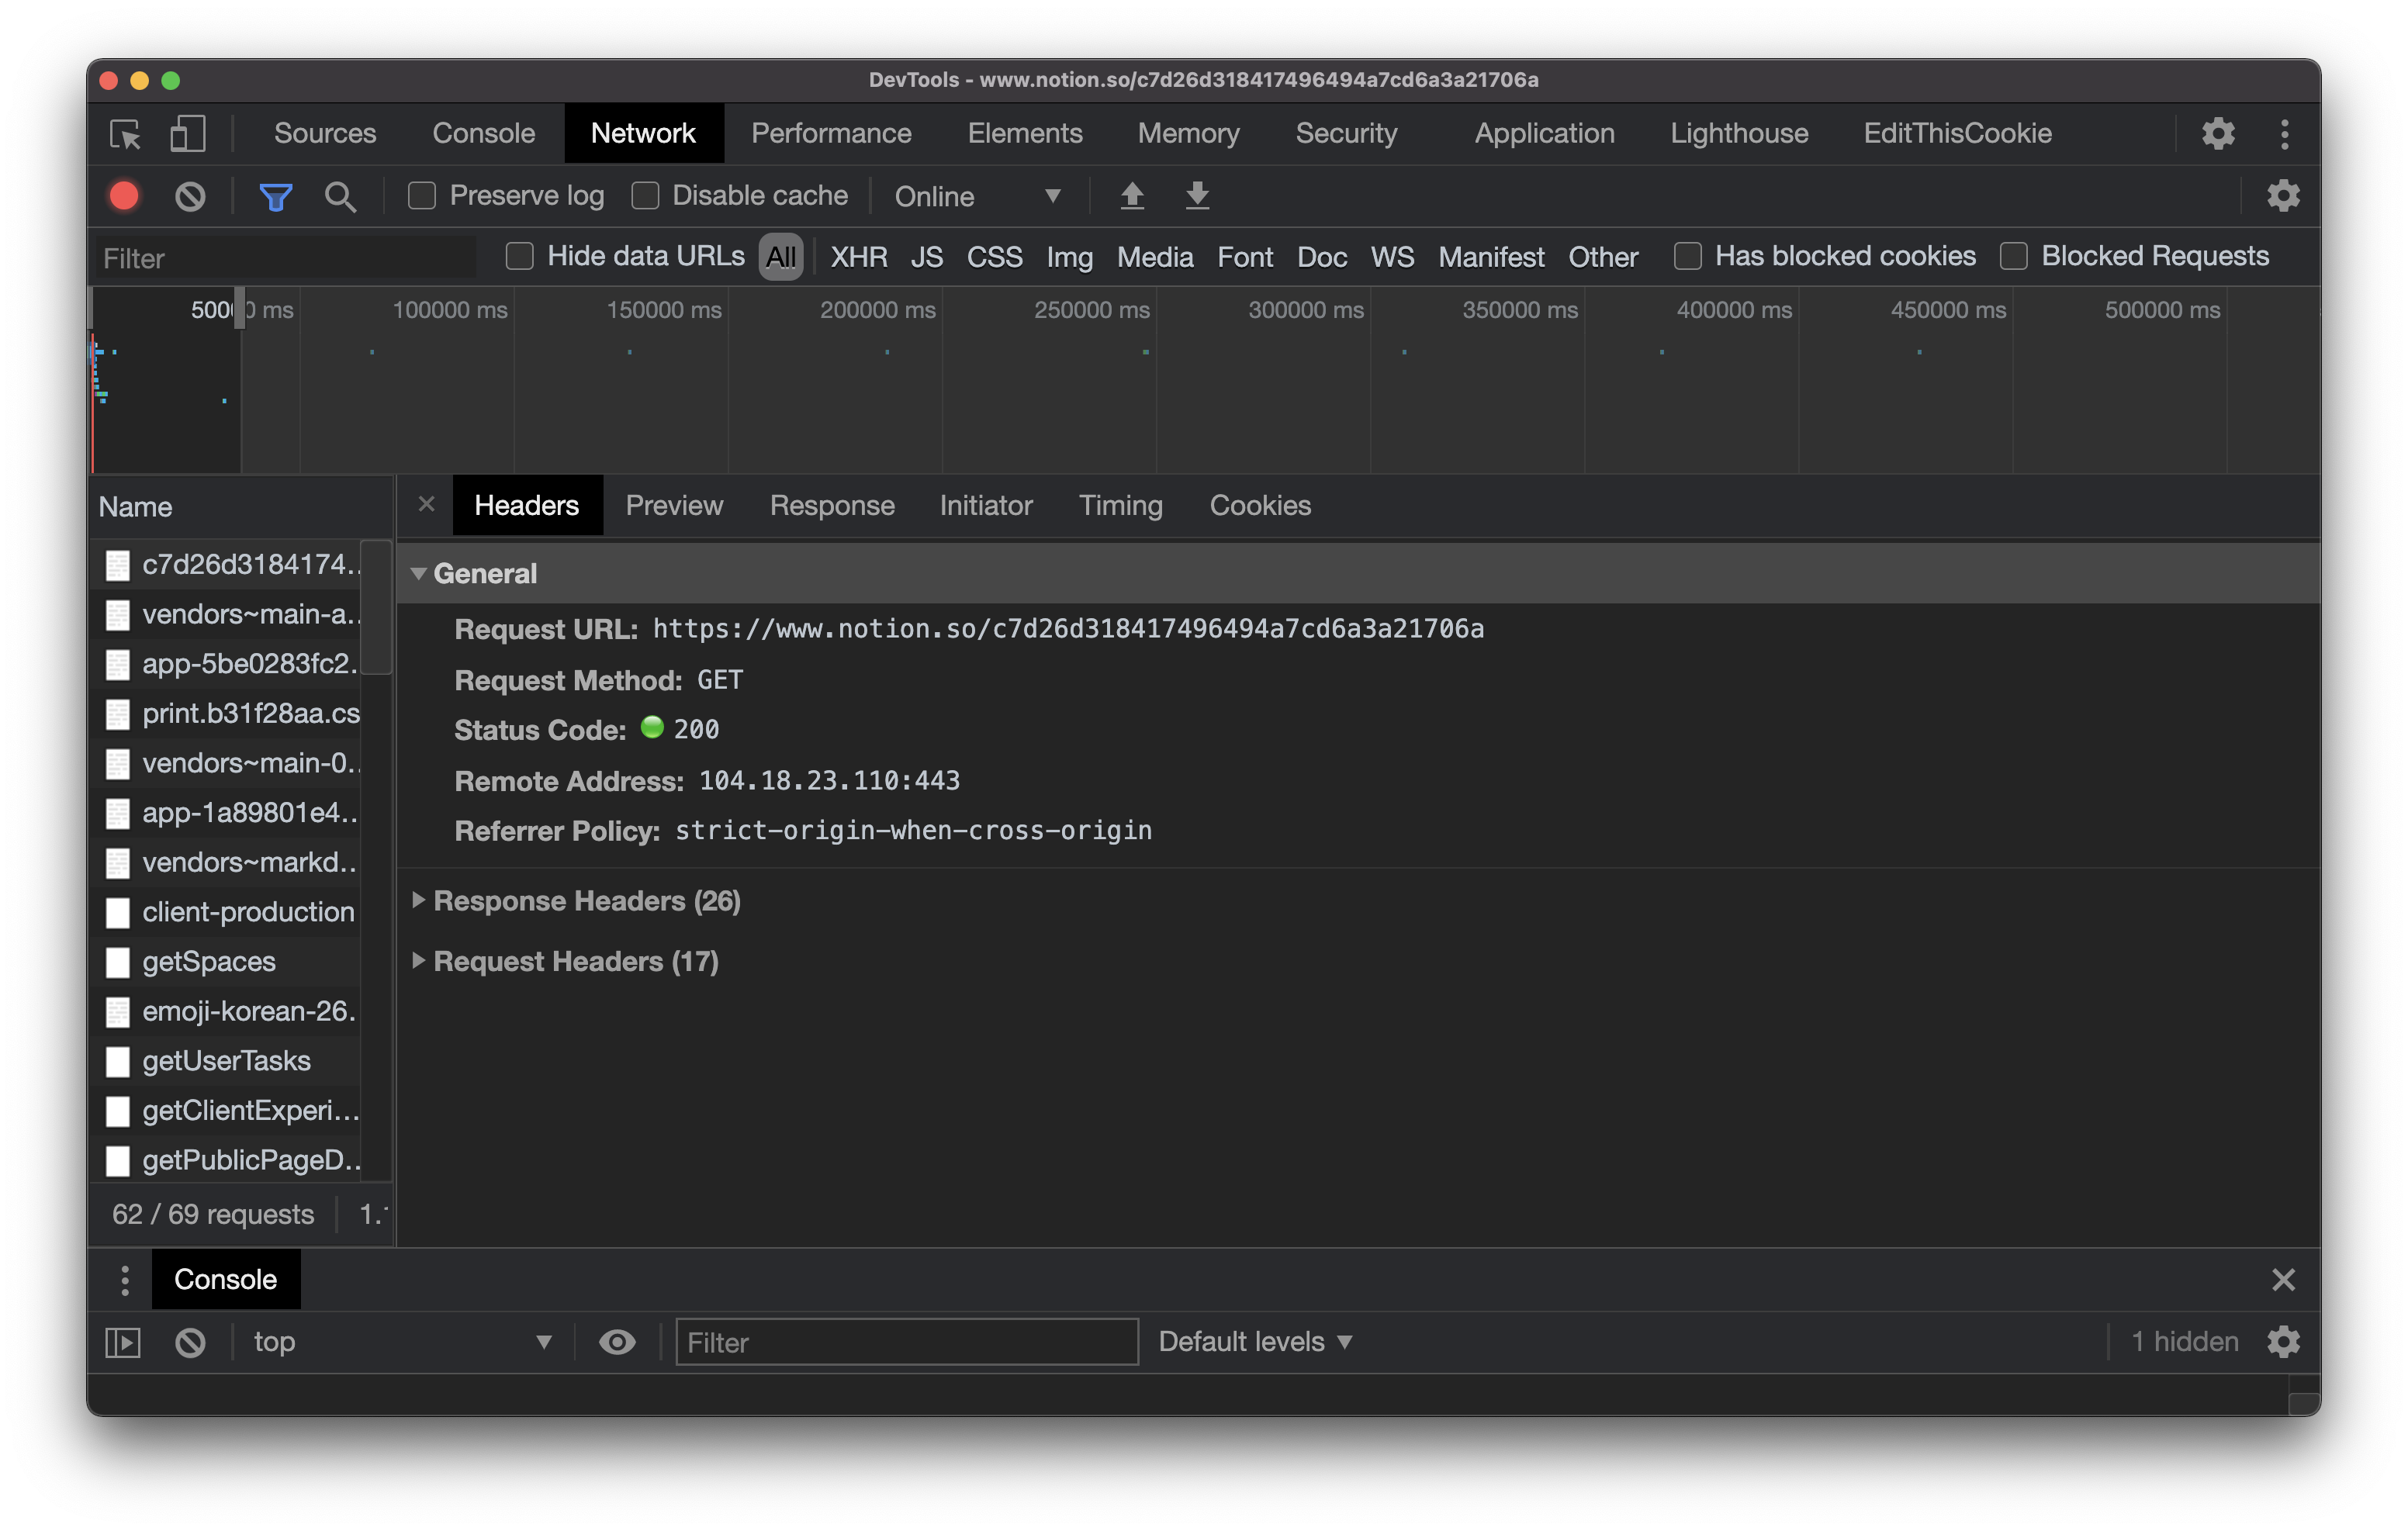 DevTools - www.notion.so/c7d26d318417496494a7cd6a3a21706a
Sources Console Network Performance Elements Memory Security Application Lighthouse EditThisCookie
Preserve log Disable cache Online
Filter Hide data URLs All XHR JS CSS Img Media Font Doc WS Manifest Other Has blocked cookies Blocked Requests
100000 ms 150000 ms 200000 ms 250000 ms 300000 ms 350000 ms 400000 ms 450000 ms 500000 ms
Name
Headers Preview Response Initiator Timing Cookies
c7d26d3184174…
vendors~main-a…
app-5be0283fc2…
print.b31f28aa.cs
vendors~main-0…
app-1a89801e4…
vendors~markd…
client-production
getSpaces
emoji-korean-26…
getUserTasks
getClientExperi…
getPublicPageD…
62 / 69 requests
General
Request URL: https://www.notion.so/c7d26d318417496494a7cd6a3a21706a
Request Method: GET
Status Code: 200
Remote Address: 104.18.23.110:443
Referrer Policy: strict-origin-when-cross-origin
Response Headers (26)
Request Headers (17)
Console
top Filter Default levels 1 hidden